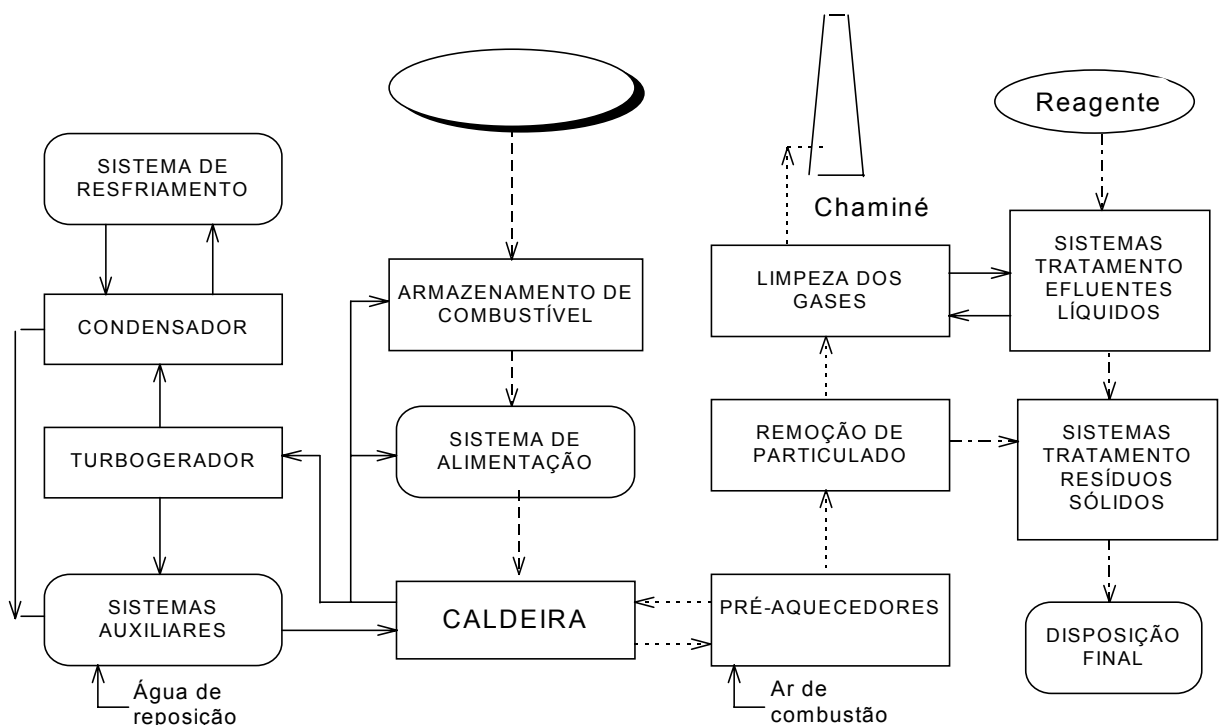 Reagente
SISTEMA DE
RESFRIAMENTO
Chaminé
SISTEMAS
TRATAMENTO
EFLUENTES
LÍQUIDOS
ARMAZENAMENTO DE
COMBUSTÍVEL
LIMPEZA DOS
GASES
CONDENSADOR
TURBOGERADOR
SISTEMA DE
ALIMENTAÇÃO
REMOÇÃO DE
PARTICULADO
SISTEMAS
TRATAMENTO
RESÍDUOS
SÓLIDOS
SISTEMAS
AUXILIARES
CALDEIRA
PRÉ-AQUECEDORES
DISPOSIÇÃO
FINAL
Água de
reposição
Ar de
combustão